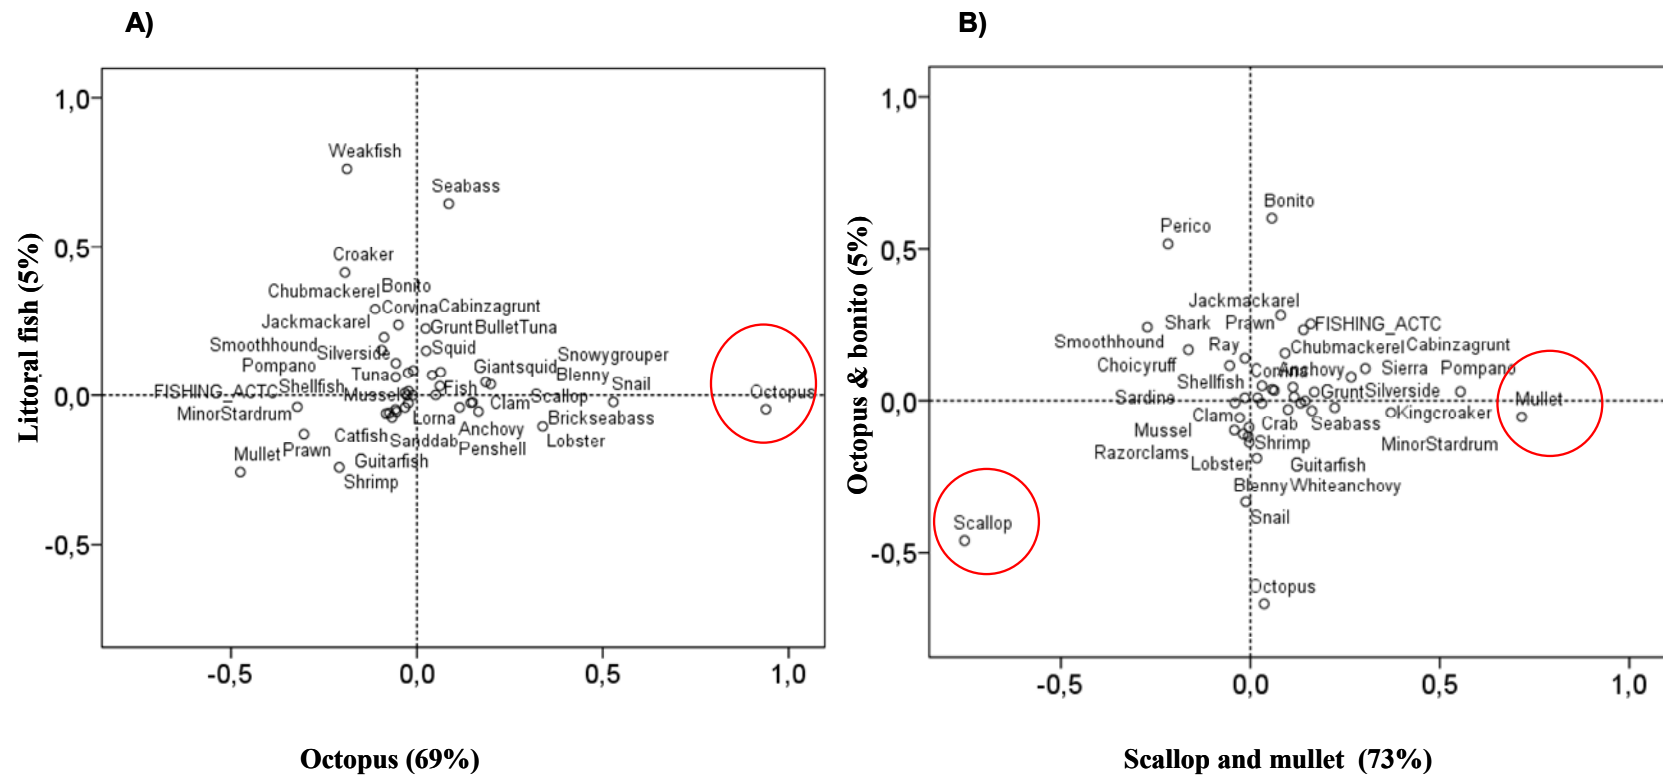 A)
1,0
Weakfish
Seabass
Littoral fish (5%)
0,5
Croaker
Bonito
Chubmackerel
Corvina
Cabinzagrunt
Jackmackarel
Grunt
BulletTuna
Smoothhound
Silverside
Squid
Snowygrouper
Pompano
Tuna
Giantsquid
Blenny
FISHING_ACTC
Shellfish
Mussel
Fish
Scallop
Snail
Octopus
0,0
MinorStardrum
Lorna
Clam
Brickseabass
Mullet
Prawn
Catfish
Sanddab
Anchovy
Penshell
Lobster
Guitarfish
Shrimp
-0,5
-0,5
0,0
0,5
1,0
Octopus (69%)
B)
1,0
Bonito
Perico
Octopus & bonito (5%)
0,5
Jackmackarel
Shark
Prawn
FISHING_ACTC
Smoothhound
Ray
Chubmackerel
Cabinzagrunt
Choicyruff
Corvina
Anchovy
Sierra
Pompano
Shellfish
Grunt
Silverside
Sardine
Mullet
0,0
Clam
Crab
Seabass
Kingcroaker
Mussel
Shrimp
MinorStardrum
Razorclams
Lobster
Guitarfish
Blenny
Whiteanchovy
Snail
Scallop
-0,5
Octopus
-0,5
0,0
0,5
1,0
Scallop and mullet (73%)